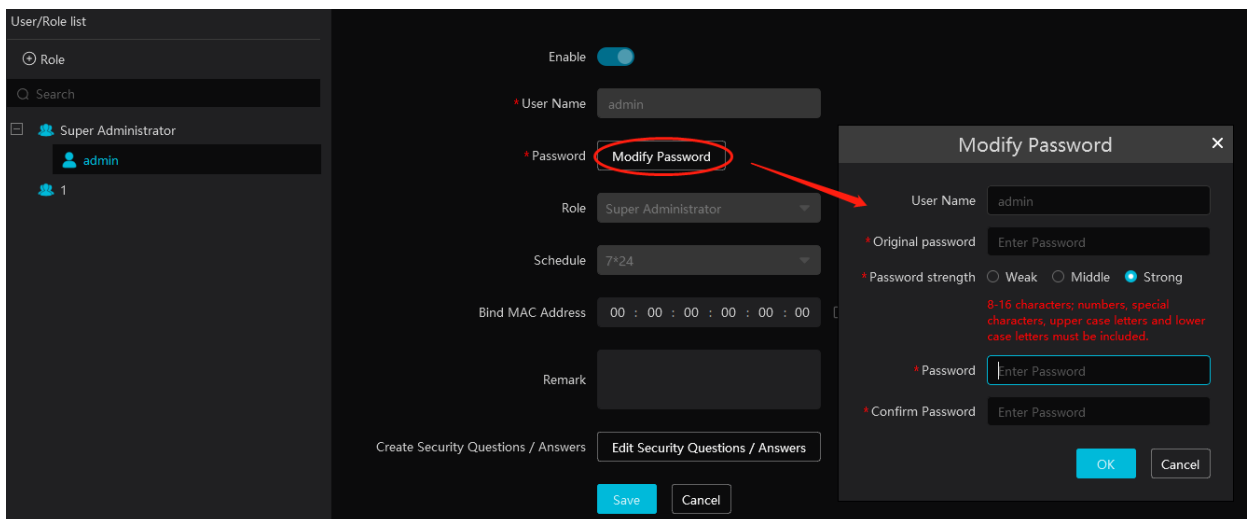 User/Role list
Role
Search
Super Administrator
admin
1
Enable
* User Name admin
* Password Modify Password
Role Super Administrator
Schedule 7*24
Bind MAC Address 00 : 00 : 00 : 00 : 00 : 00
Remark
Create Security Questions / Answers Edit Security Questions / Answers
Save Cancel
Modify Password ×
User Name admin
* Original password Enter Password
* Password strength Weak Middle Strong
8-16 characters; numbers, special
characters, upper case letters and lower
case letters must be included.
* Password Enter Password
* Confirm Password Enter Password
OK Cancel